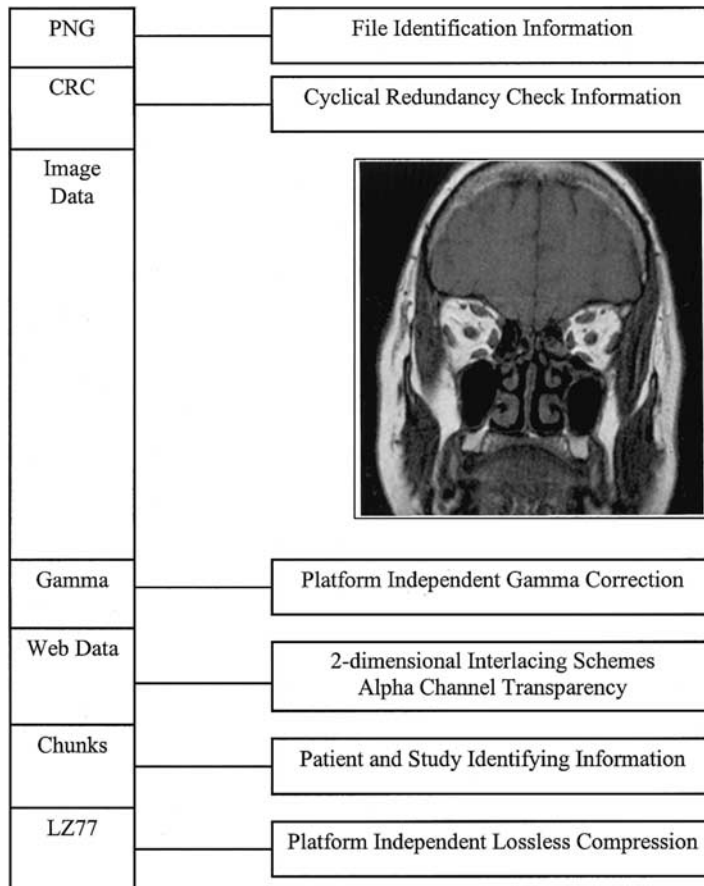 PNG
File Identification Information
CRC
Cyclical Redundancy Check Information
Image
Data
Gamma
Platform Independent Gamma Correction
Web Data
2-dimensional Interlacing Schemes
Alpha Channel Transparency
Chunks
Patient and Study Identifying Information
LZ77
Platform Independent Lossless Compression